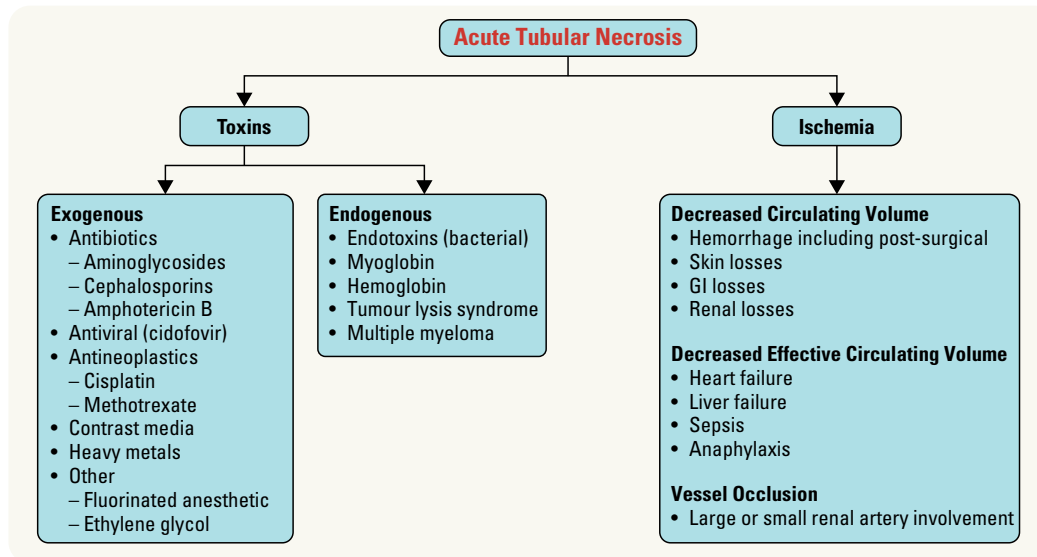 Acute Tubular Necrosis
Toxins
Ischemia
Exogenous
• Antibiotics
– Aminoglycosides
– Cephalosporins
– Amphotericin B
• Antiviral (cidofovir)
• Antineoplastics
– Cisplatin
– Methotrexate
• Contrast media
• Heavy metals
• Other
– Fluorinated anesthetic
– Ethylene glycol
Endogenous
• Endotoxins (bacterial)
• Myoglobin
• Hemoglobin
• Tumour lysis syndrome
• Multiple myeloma
Decreased Circulating Volume
• Hemorrhage including post-surgical
• Skin losses
• GI losses
• Renal losses
Decreased Effective Circulating Volume
• Heart failure
• Liver failure
• Sepsis
• Anaphylaxis
Vessel Occlusion
• Large or small renal artery involvement